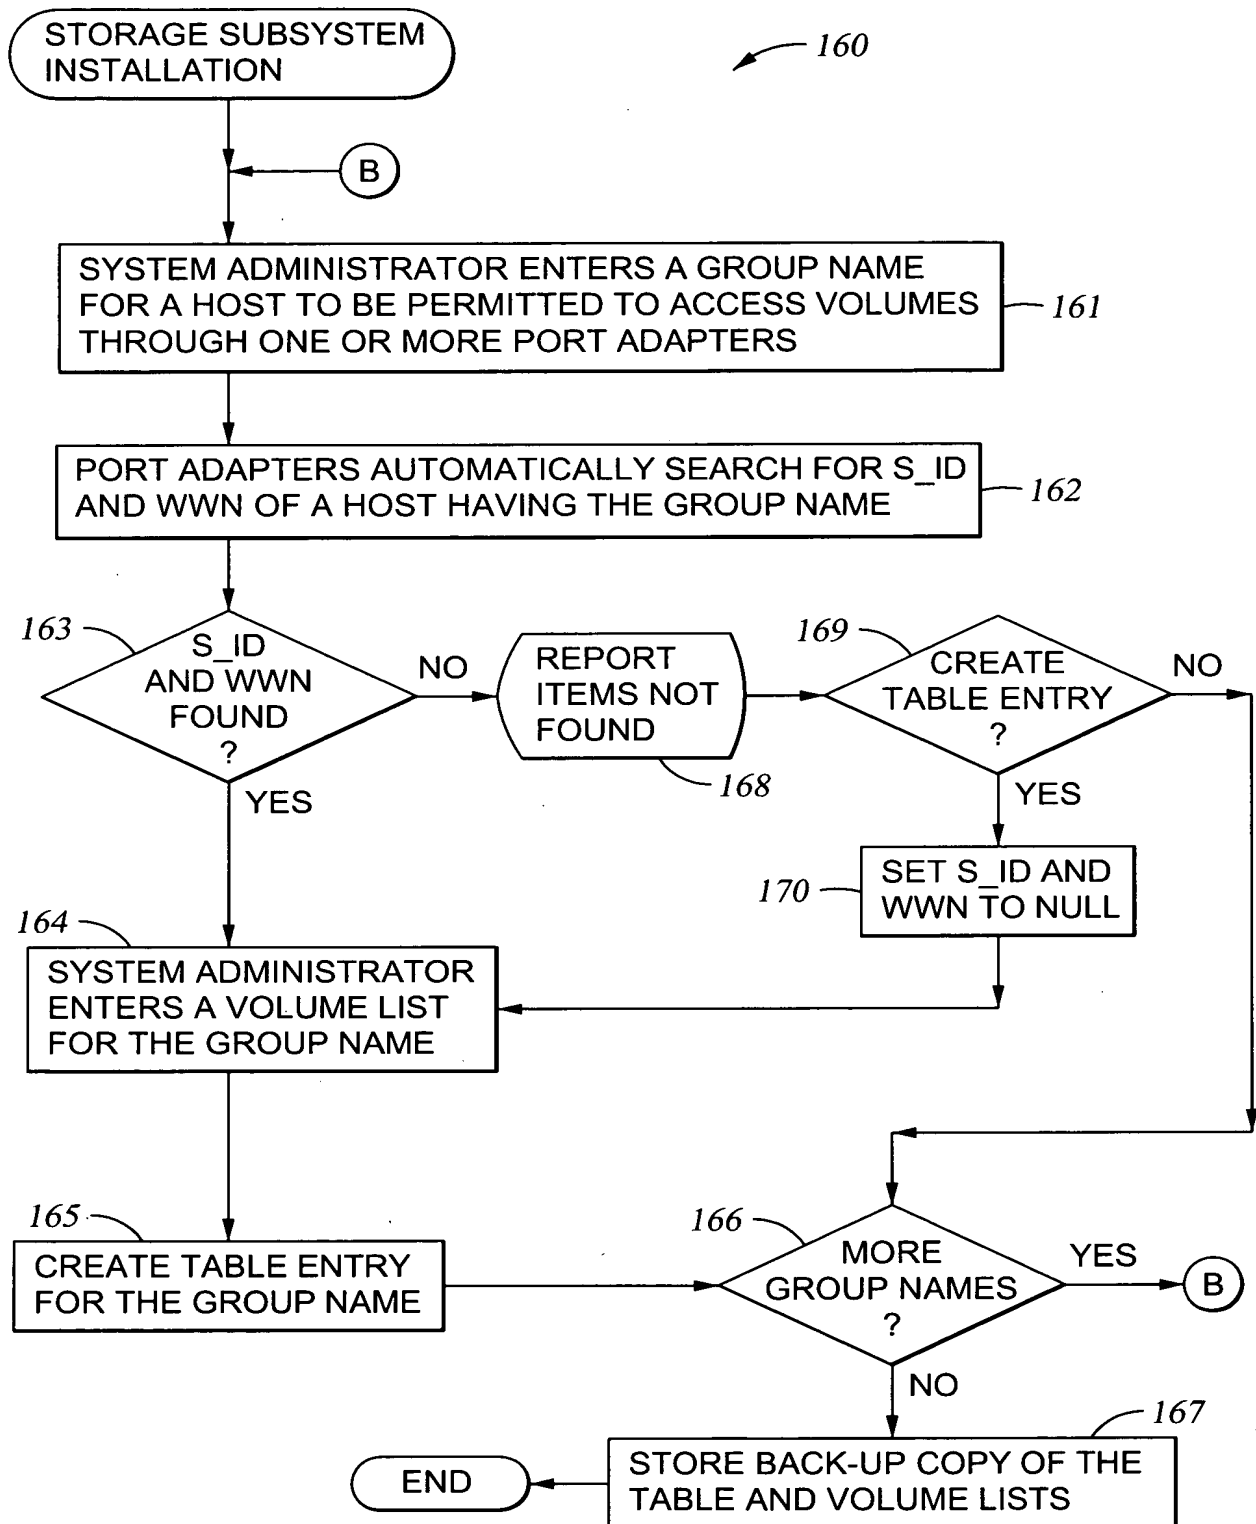 STORAGE SUBSYSTEM
INSTALLATION
160
B
SYSTEM ADMINISTRATOR ENTERS A GROUP NAME
FOR A HOST TO BE PERMITTED TO ACCESS VOLUMES
THROUGH ONE OR MORE PORT ADAPTERS
161
PORT ADAPTERS AUTOMATICALLY SEARCH FOR S_ID
AND WWN OF A HOST HAVING THE GROUP NAME
162
163
S_ID
AND WWN
FOUND
?
NO
YES
REPORT
ITEMS NOT
FOUND
168
169
CREATE
TABLE ENTRY
?
NO
YES
170
SET S_ID AND
WWN TO NULL
164
SYSTEM ADMINISTRATOR
ENTERS A VOLUME LIST
FOR THE GROUP NAME
165
CREATE TABLE ENTRY
FOR THE GROUP NAME
166
MORE
GROUP NAMES
?
YES
B
NO
167
STORE BACK-UP COPY OF THE
TABLE AND VOLUME LISTS
END